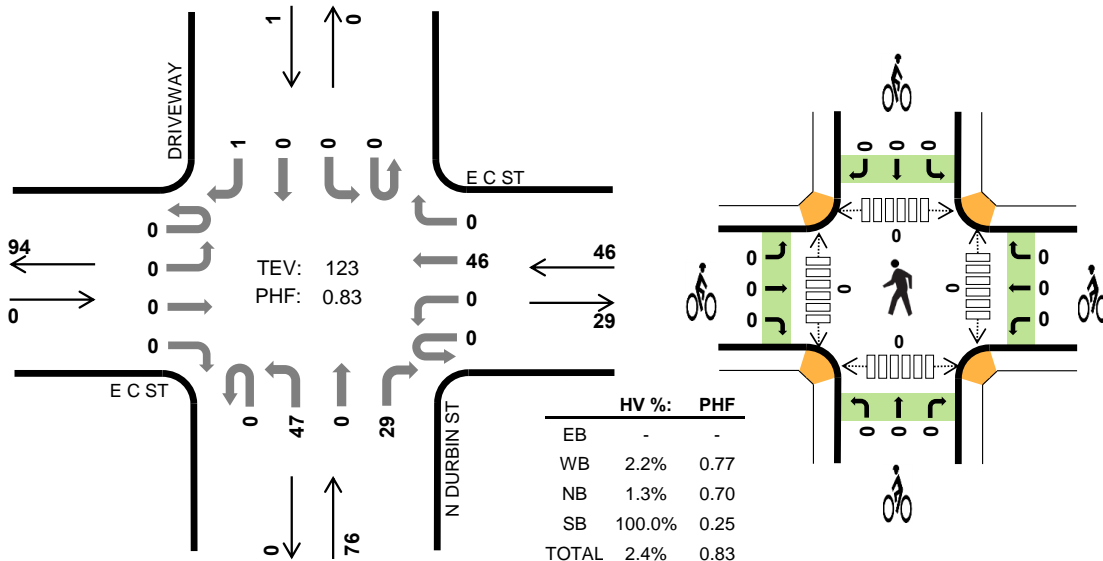 1 0
DRIVEWAY
1 0 0 0
E C ST
0 0
94 0 46 46
TEV: 123
PHF: 0.83
0 0 0
0 29
0 0
E C ST
0 47 0 29
N DURBIN ST
0 76
HV %: PHF
EB - -
WB 2.2% 0.77
NB 1.3% 0.70
SB 100.0% 0.25
TOTAL 2.4% 0.83
0 0 0
0
0 0
0 0 0 0
0 0
0
0 0 0